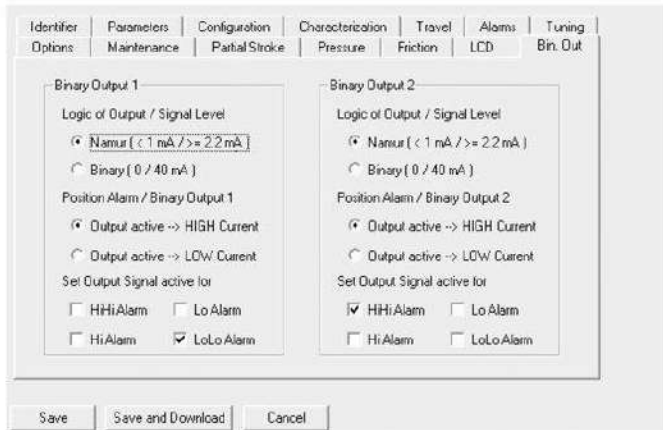 Identifier Parameters Configuration Characterization Travel Alarms Tuning
Options Maintenance Partial Stroke Pressure Friction LCD Bin. Out
Binary Output 1
Logic of Output / Signal Level
Namur ( < 1 mA / >= 2.2 mA )
Binary ( 0 / 40 mA )
Position Alarm / Binary Output 1
Output active --> HIGH Current
Output active --> LOW Current
Set Output Signal active for
HiHi Alarm Lo Alarm
Hi Alarm LoLo Alarm
Binary Output 2
Logic of Output / Signal Level
Namur ( < 1 mA / >= 2.2 mA )
Binary ( 0 / 40 mA )
Position Alarm / Binary Output 2
Output active --> HIGH Current
Output active --> LOW Current
Set Output Signal active for
HiHi Alarm Lo Alarm
Hi Alarm LoLo Alarm
Save Save and Download Cancel